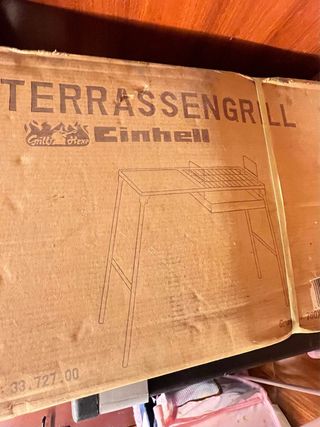 TERRASSENGRILL
Grill Hexe Einhell
33.727.00